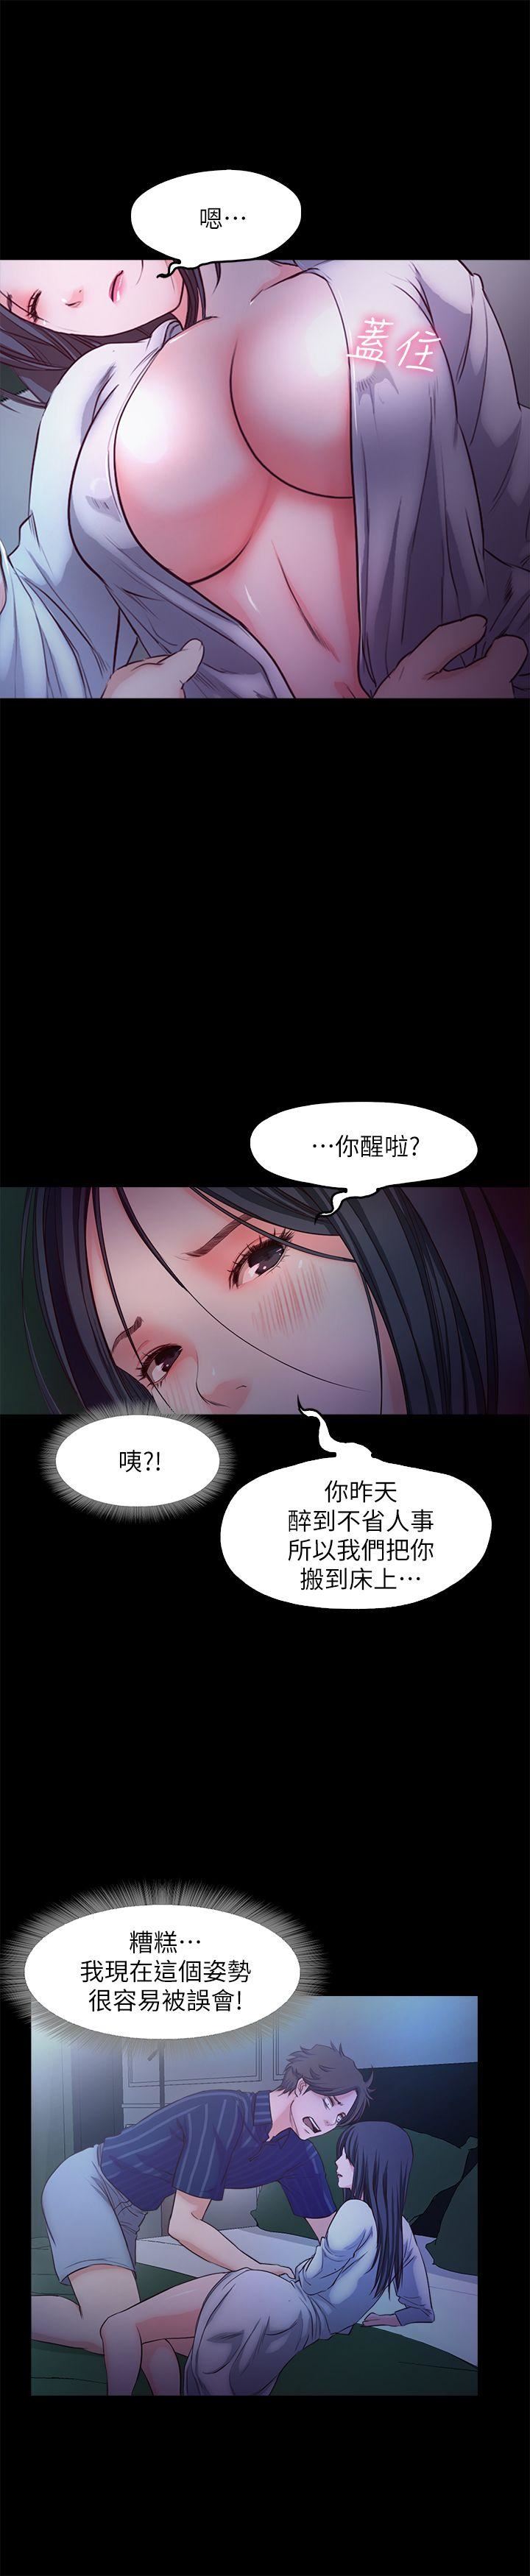 嗯…
蓋住
…你醒啦?
咦?!
你昨天
醉到不省人事
所以我們把你
搬到床上…
糟糕…
我現在這個姿勢
很容易被誤會!